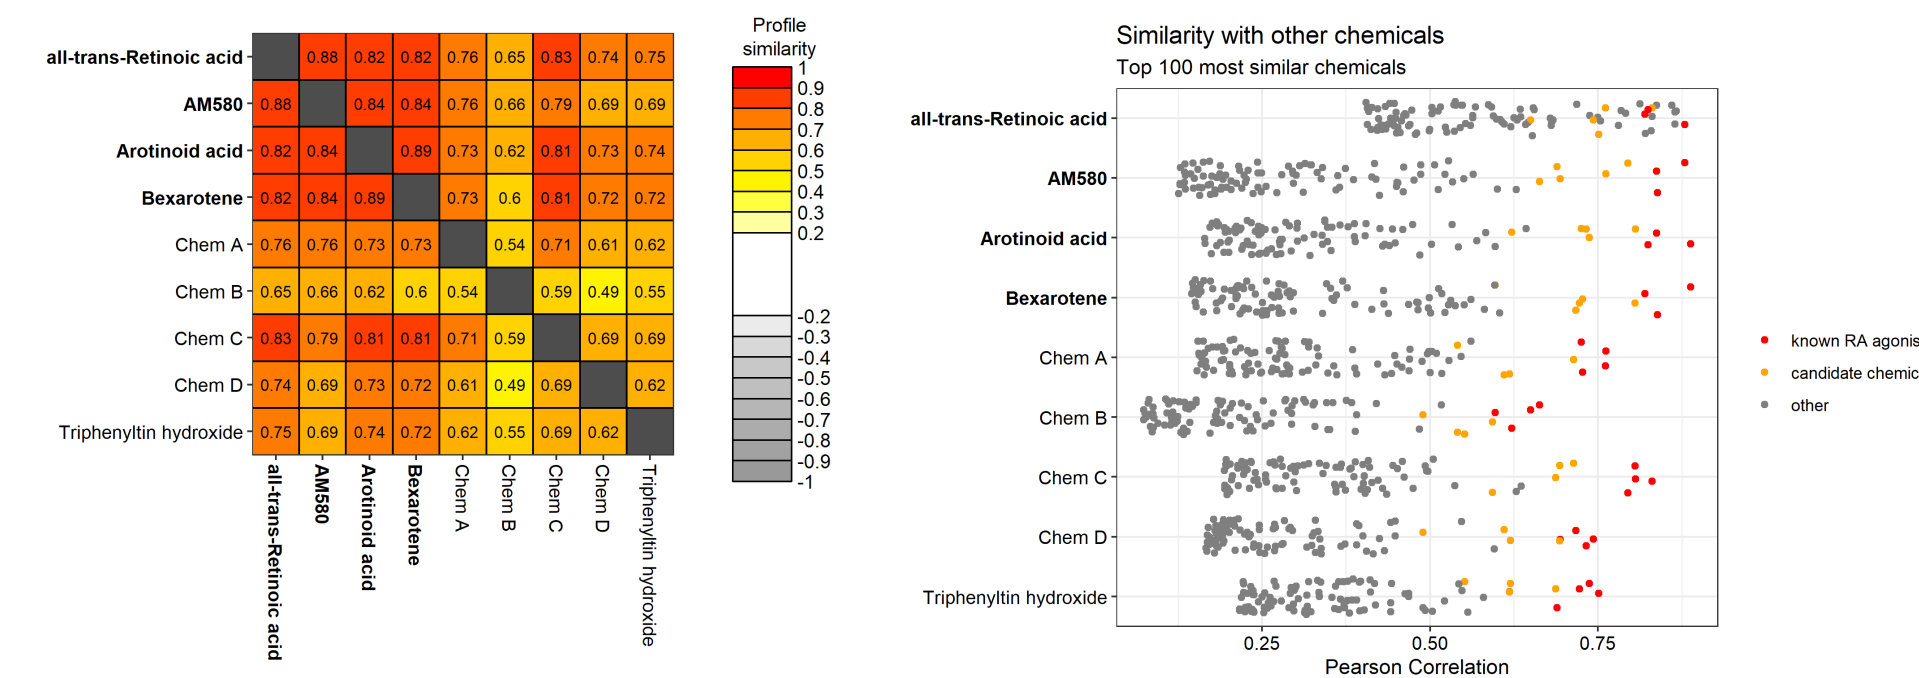 Profile
similarity
all-trans-Retinoic acid 0.88 0.82 0.82 0.76 0.65 0.83 0.74 0.75
AM580 0.88 0.84 0.84 0.76 0.66 0.79 0.69 0.69
Arotinoid acid 0.82 0.84 0.89 0.73 0.62 0.81 0.73 0.74
Bexarotene 0.82 0.84 0.89 0.73 0.6 0.81 0.72 0.72
Chem A 0.76 0.76 0.73 0.73 0.54 0.71 0.61 0.62
Chem B 0.65 0.66 0.62 0.6 0.54 0.59 0.49 0.55
Chem C 0.83 0.79 0.81 0.81 0.71 0.59 0.69 0.69
Chem D 0.74 0.69 0.73 0.72 0.61 0.49 0.69 0.62
Triphenyltin hydroxide 0.75 0.69 0.74 0.72 0.62 0.55 0.69 0.62
all-trans-Retinoic acid
AM580
Arotinoid acid
Bexarotene
Chem A
Chem B
Chem C
Chem D
Triphenyltin hydroxide
1
0.9
0.8
0.7
0.6
0.5
0.4
0.3
0.2
-0.2
-0.3
-0.4
-0.5
-0.6
-0.7
-0.8
-0.9
-1
Similarity with other chemicals
Top 100 most similar chemicals
all-trans-Retinoic acid
AM580
Arotinoid acid
Bexarotene
Chem A
Chem B
Chem C
Chem D
Triphenyltin hydroxide
0.25 0.50 0.75
Pearson Correlation
known RA agonis
candidate chemic
other